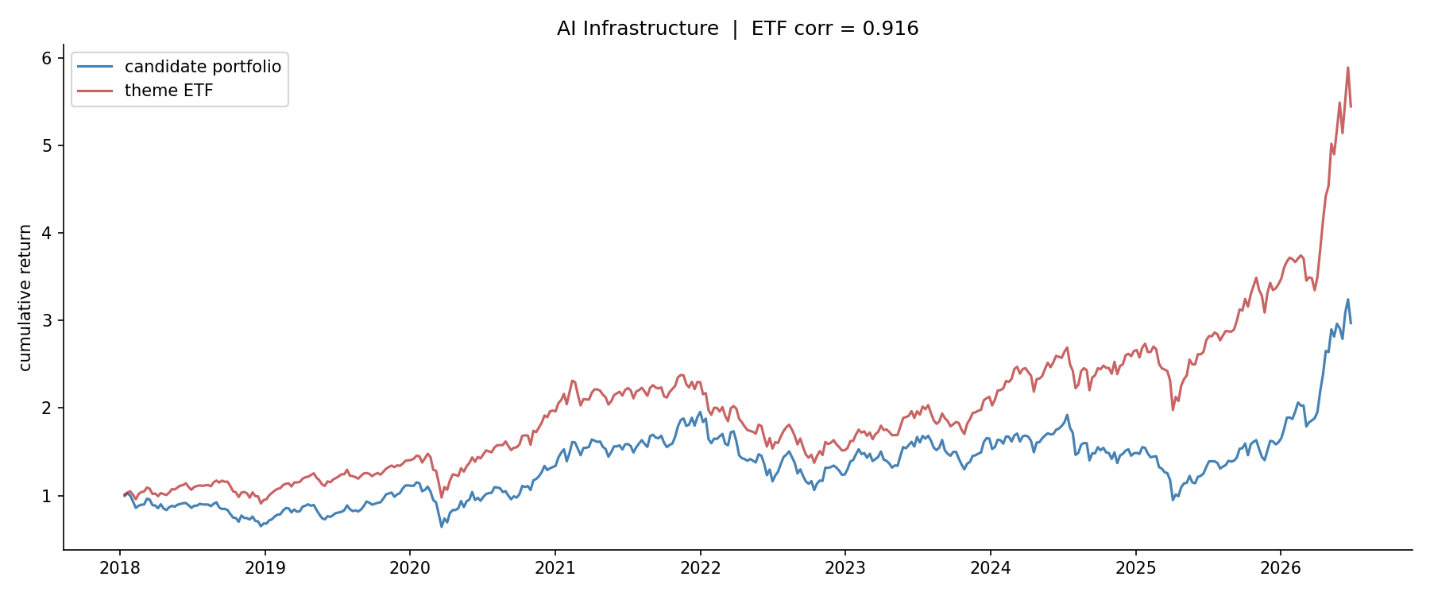 AI Infrastructure | ETF corr = 0.916
candidate portfolio
theme ETF
cumulative return
6
5
4
3
2
1
2018 2019 2020 2021 2022 2023 2024 2025 2026